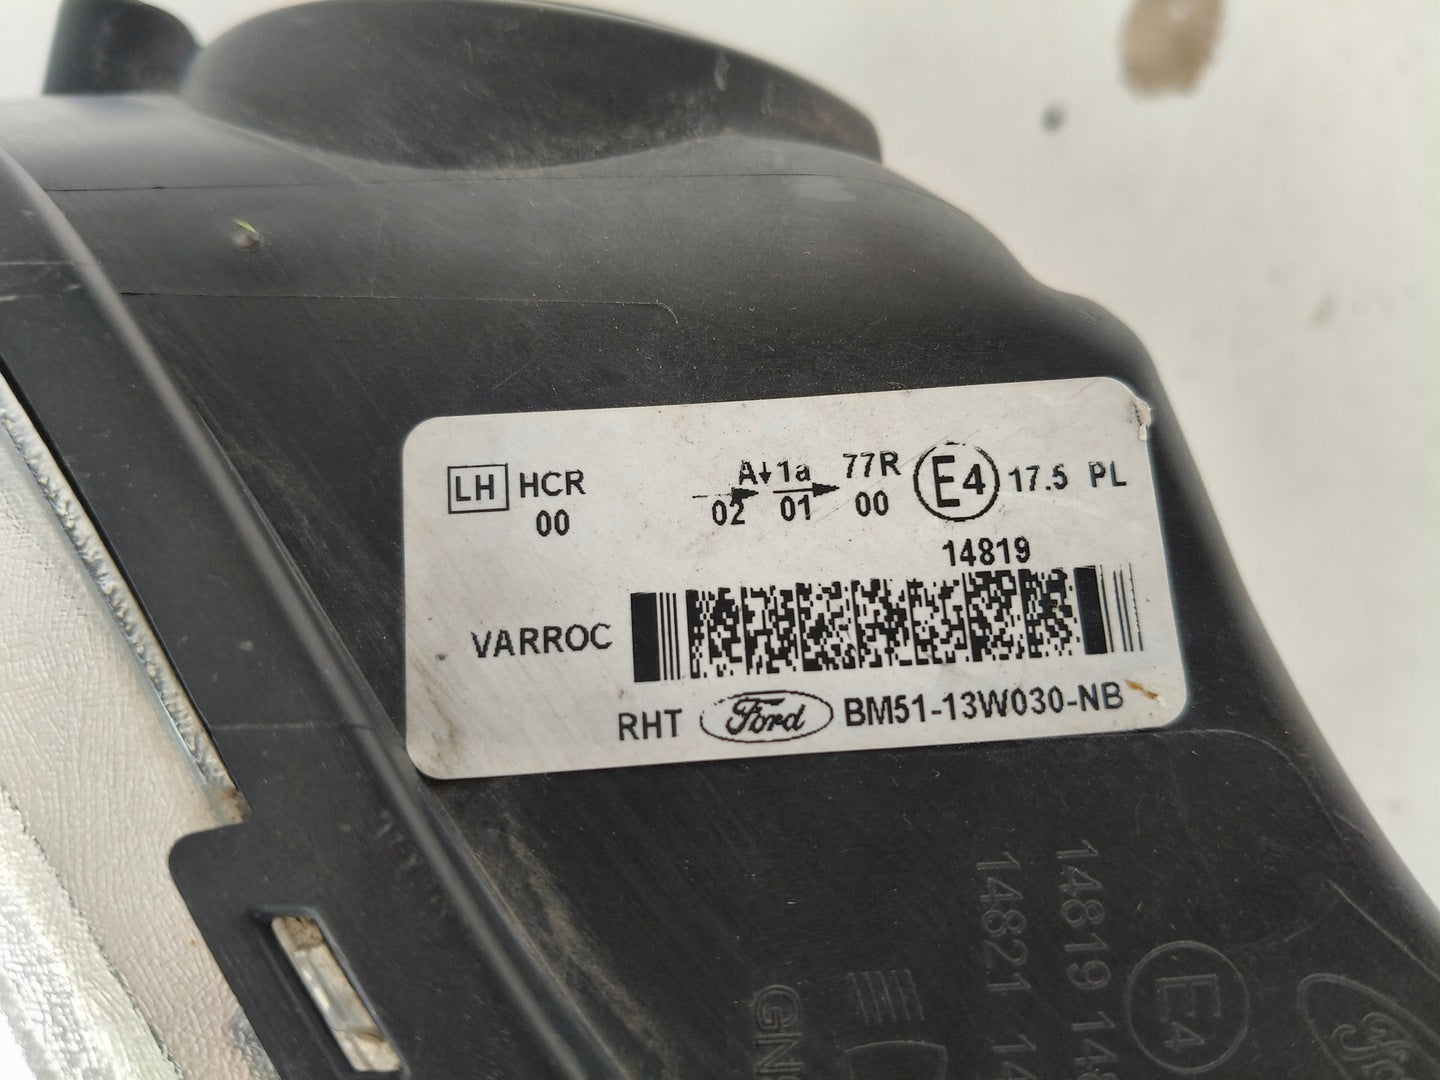 LH HCR
00
A 1a 77R E4 17.5 PL
02 01 00
14819
VARROC
RHT Ford BM51-13W030-NB
14819
14821
E4